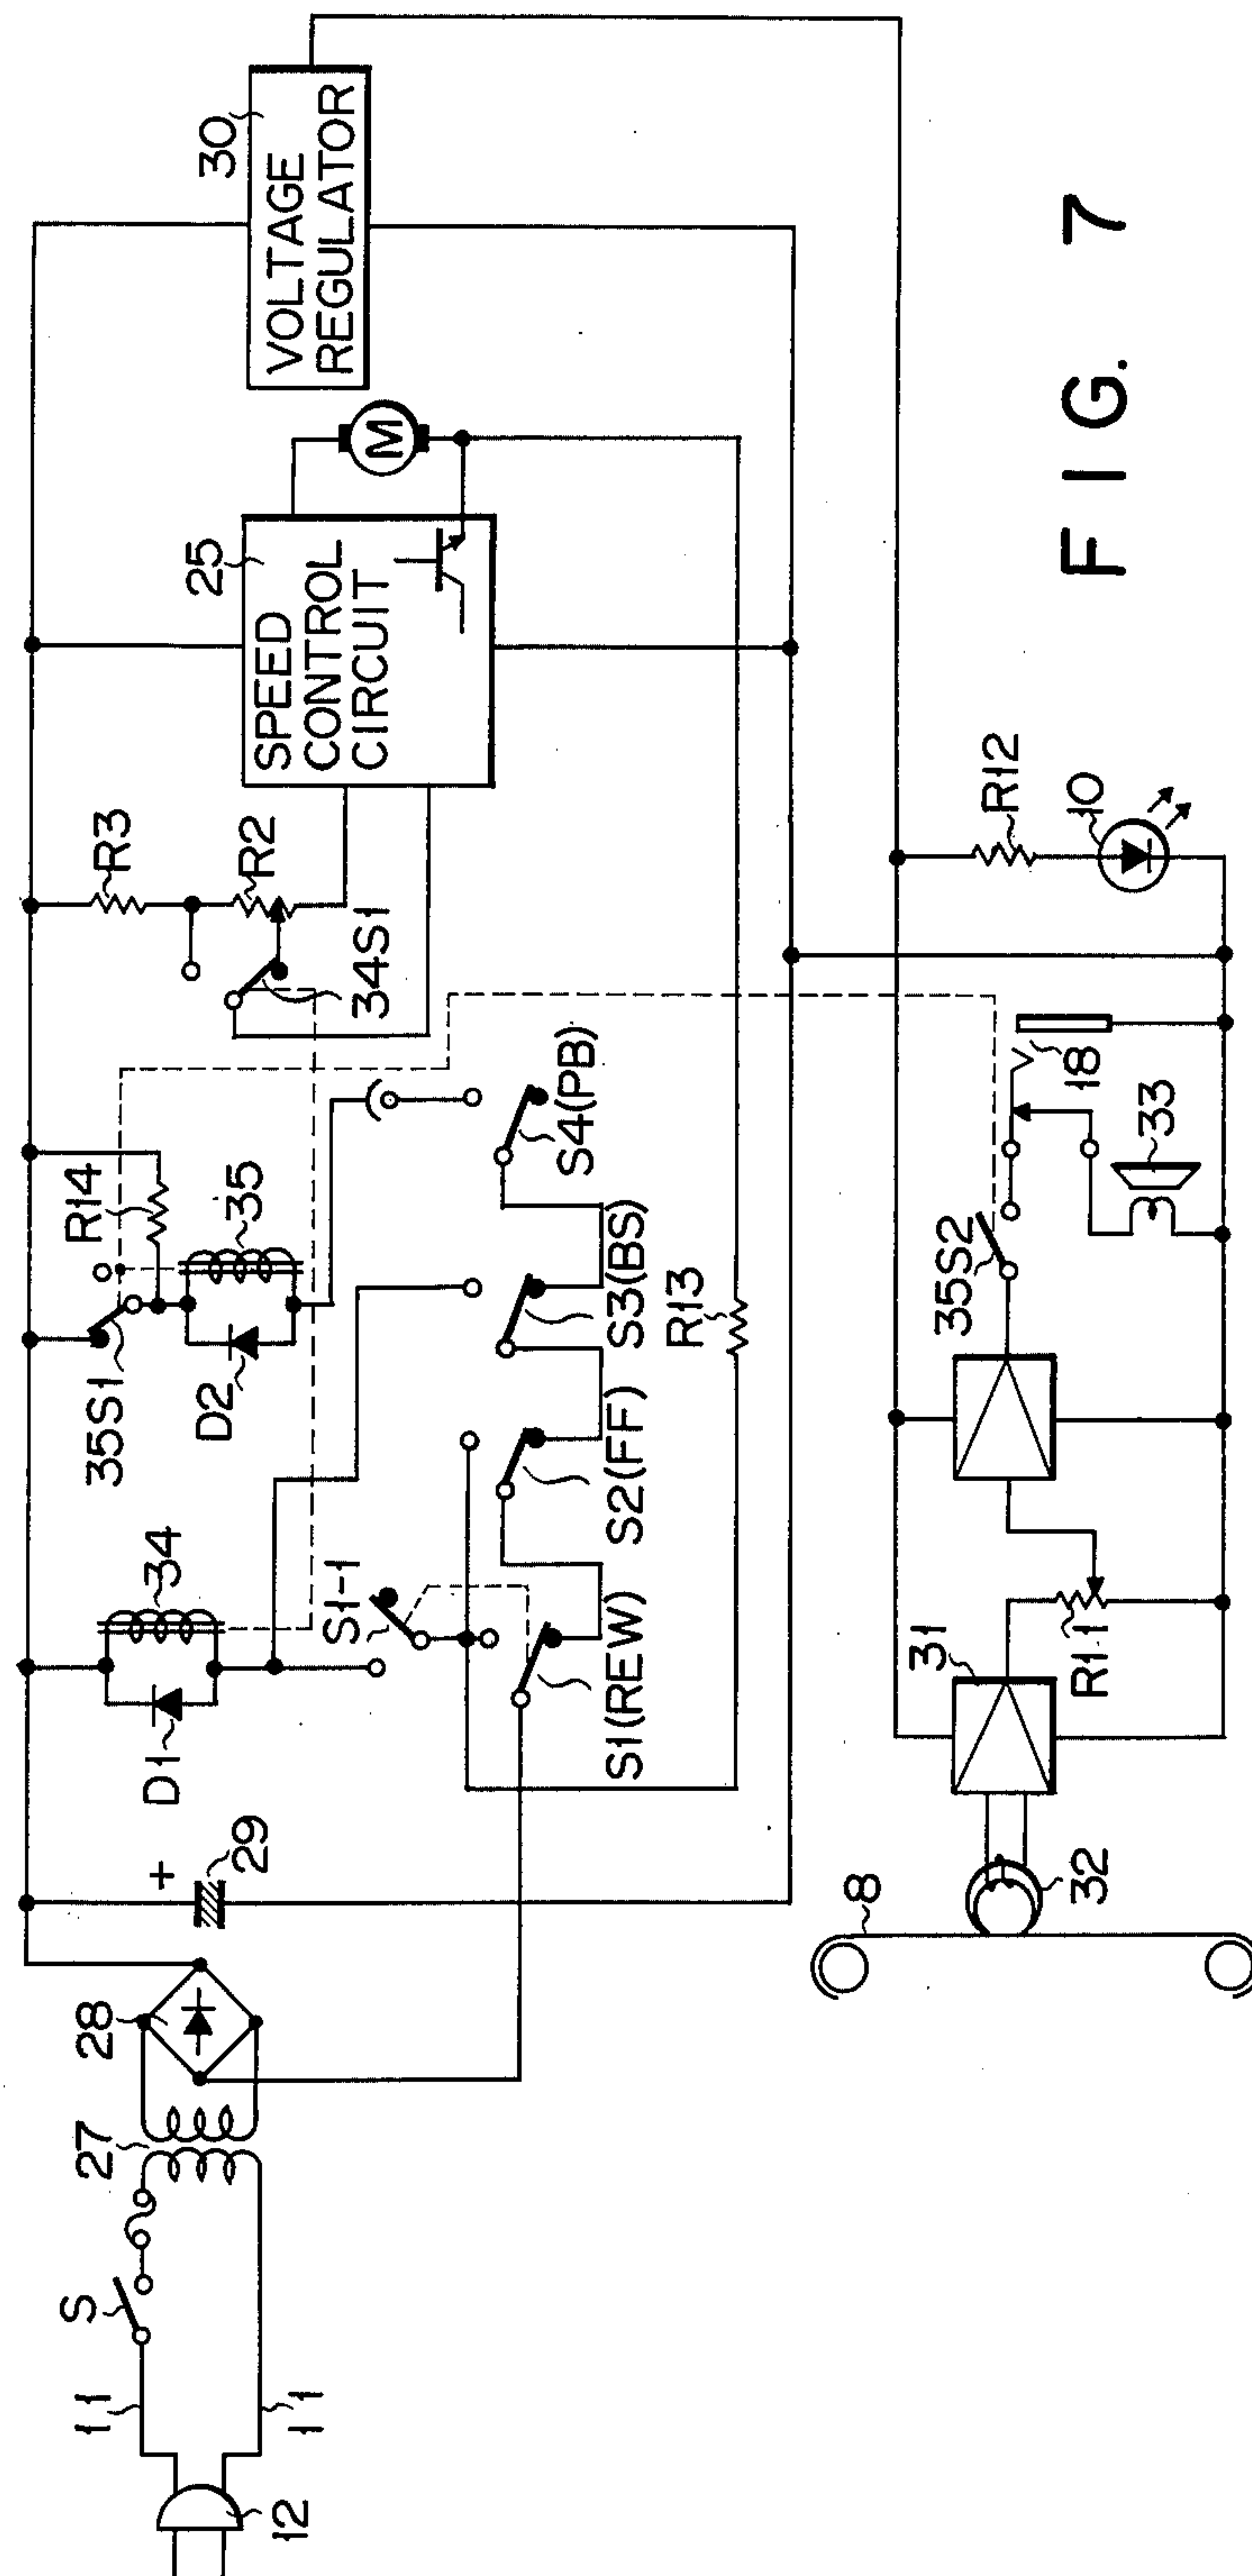 12
11
11
S
27
28
+
29
D1
34
35S1
D2
R14
35
R3
R2
34S1
25
SPEED
CONTROL
CIRCUIT
M
30
VOLTAGE
REGULATOR
S1-1
S1(REW)
S2(FF)
S3(BS)
S4(PB)
R13
8
32
31
R11
35S2
33
18
R12
10
FIG. 7